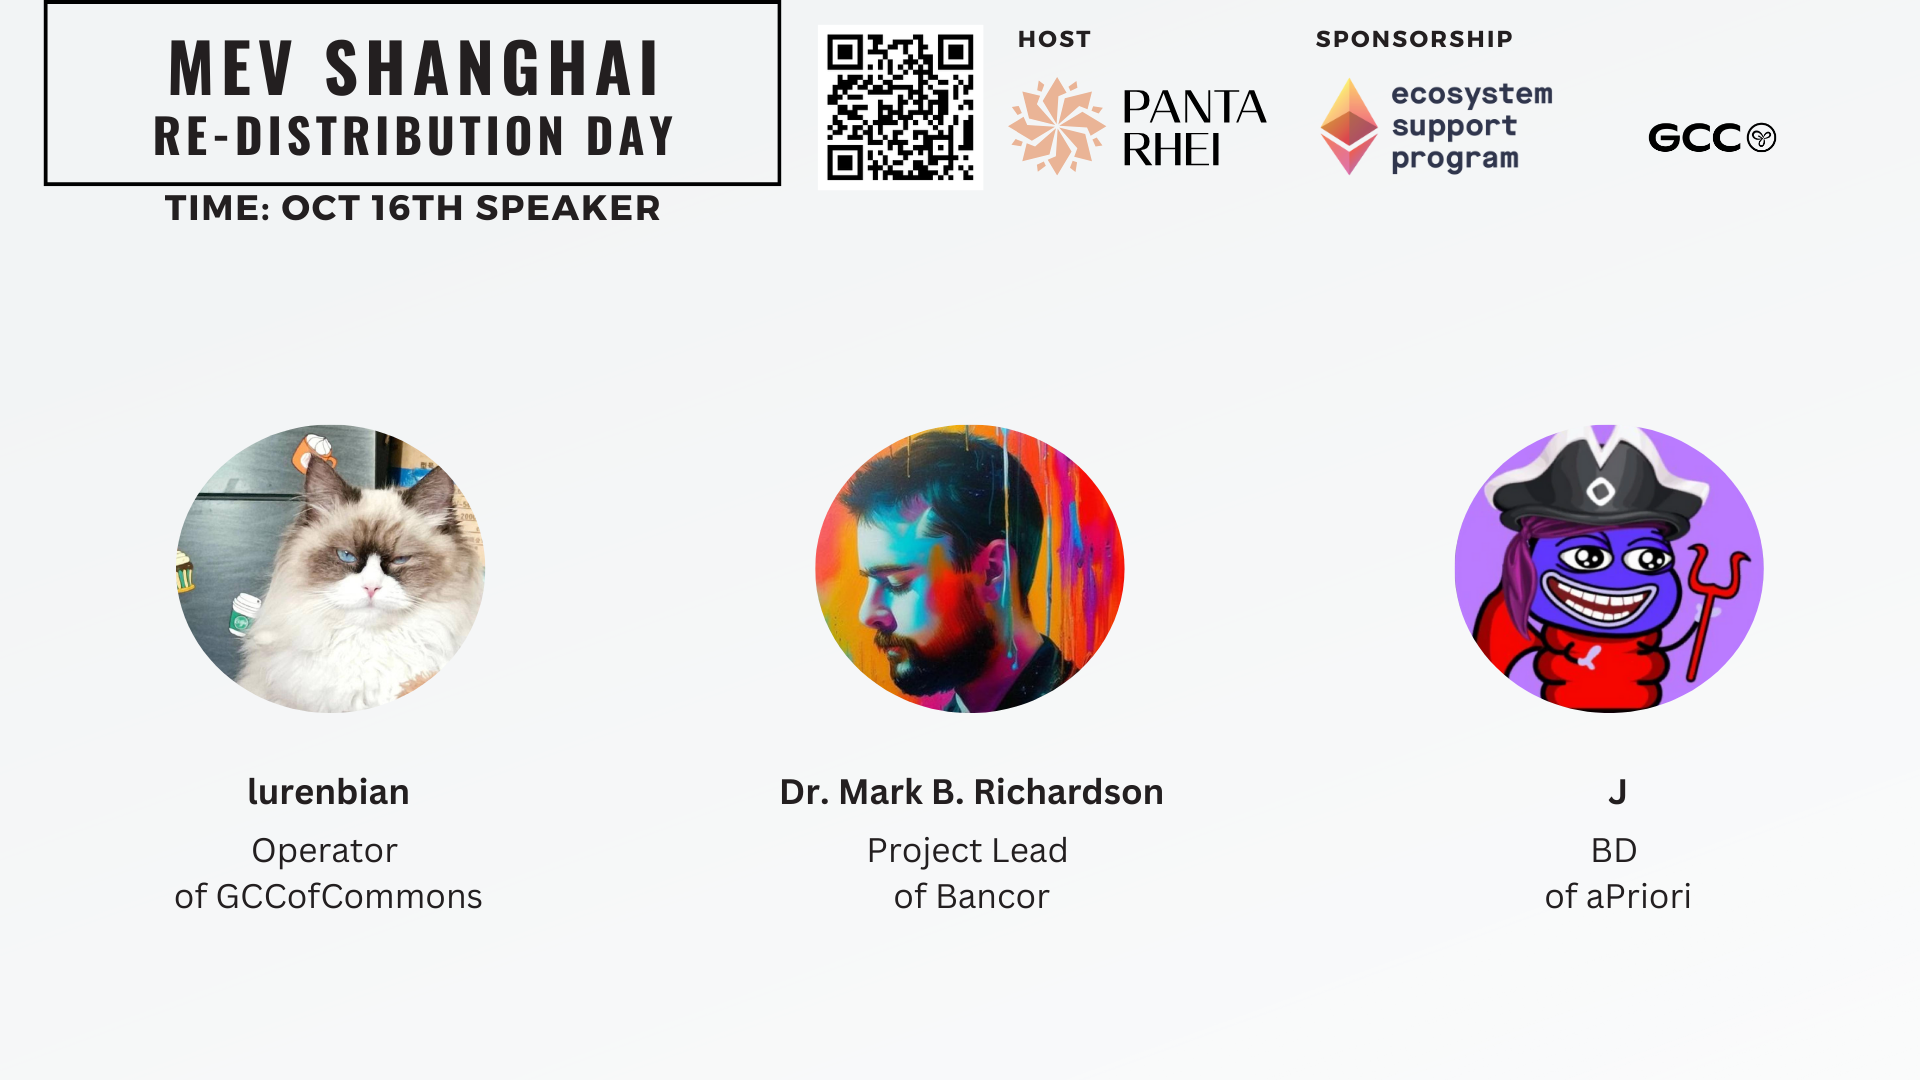 MEV SHANGHAI
RE-DISTRIBUTION DAY
TIME: OCT 16TH SPEAKER
HOST
PANTA
RHEI
SPONSORSHIP
ecosystem
support
program
GCC
lurenbian
Operator
of GCCofCommons
Dr. Mark B. Richardson
Project Lead
of Bancor
J
BD
of aPriori